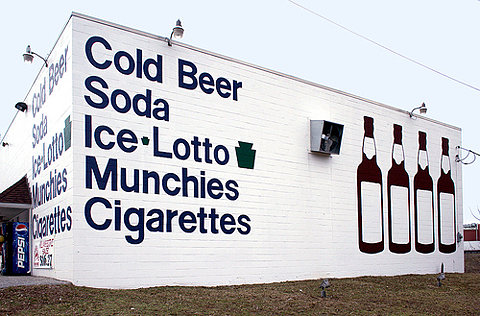 Cold Beer
Soda
Ice-Lotto
Munchies
Cigarettes
Cold Beer
Soda
Ice-Lotto
Munchies
Cigarettes
PEPSI